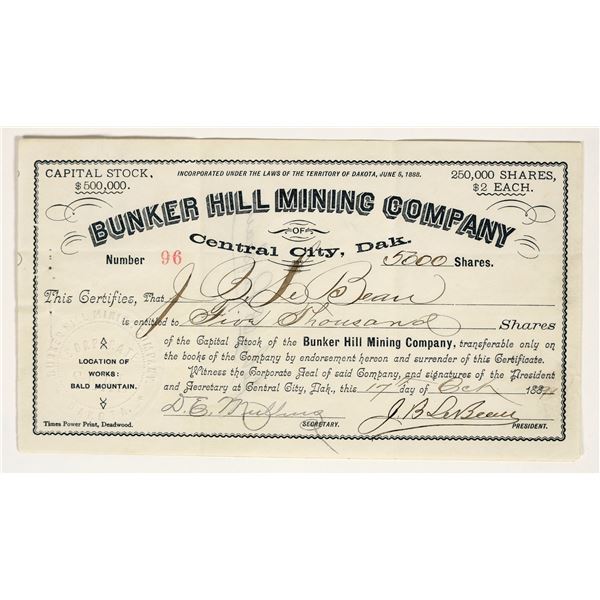 CAPITAL STOCK, $500,000.
INCORPORATED UNDER THE LAWS OF THE TERRITORY OF DAKOTA, JUNE 5, 1888.
250,000 SHARES, $2 EACH.
BUNKER HILL MINING COMPANY
OF
Central City, Dak.
Number 96 5000 Shares.
This Certifies, That J. B. Le Beau
is entitled to Five Thousand Shares
of the Capital Stock of the Bunker Hill Mining Company, transferable only on
the books of the Company by endorsement hereon and surrender of this Certificate.
Witness the Corporate Seal of said Company, and signatures of the President
and Secretary at Central City, Dak., this 17th day of Oct 188
LOCATION OF
WORKS:
BALD MOUNTAIN.
D. E. Mullins J. B. LeBeau
SECRETARY. PRESIDENT.
Times Power Print, Deadwood.